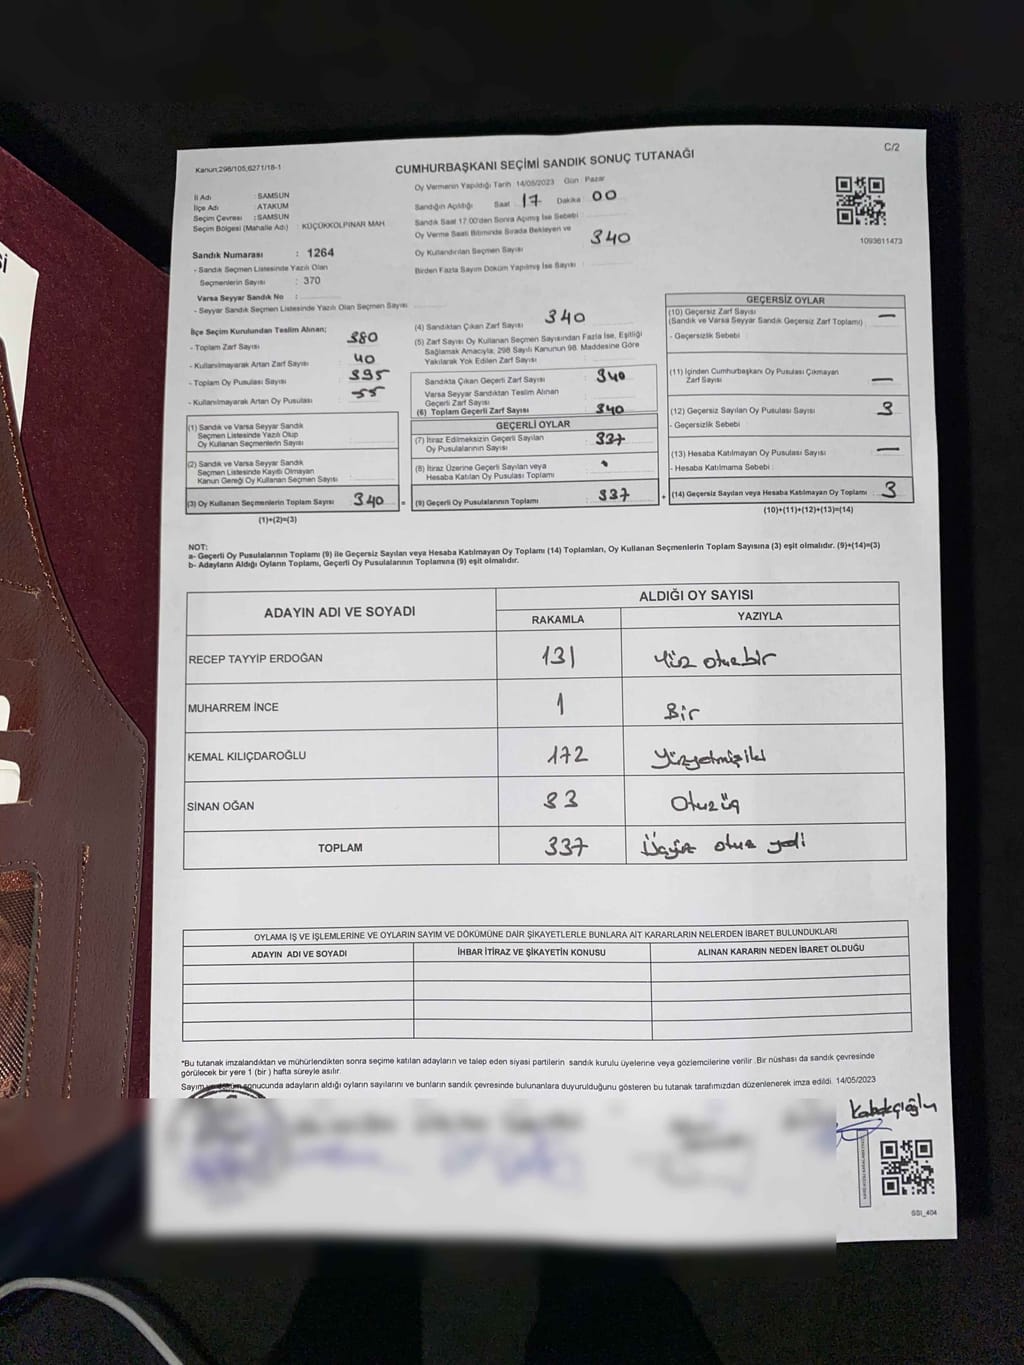 Kanun;298/105,6271/18-1
C/2
CUMHURBAŞKANI SEÇİMİ SANDIK SONUÇ TUTANAĞI
İl Adı : SAMSUN
İlçe Adı : ATAKUM
Seçim Çevresi : SAMSUN
Seçim Bölgesi (Mahalle Adı) : KÜÇÜKKOLPINAR MAH
Sandık Numarası : 1264
- Sandık Seçmen Listesinde Yazılı Olan
Seçmenlerin Sayısı : 370
Varsa Seyyar Sandık No :
- Seyyar Sandık Seçmen Listesinde Yazılı Olan Seçmen Sayısı
Oy Vermenin Yapıldığı Tarih 14/05/2023 Gün : Pazar
Sandığın Açıldığı Saat 17 Dakika 00
Sandık Saat 17:00'den Sonra Açımış İse Sebebi
Oy Verme Saati Bitiminde Sırada Bekleyen ve
Oy Kullandırılan Seçmen Sayısı 340
Birden Fazla Sayım Döküm Yapılmış İse Sayısı
1093611473
İlçe Seçim Kurulundan Teslim Alınan;
- Toplam Zarf Sayısı : 380
- Kullanılmayarak Artan Zarf Sayısı : 40
- Toplam Oy Pusulası Sayısı : 395
- Kullanılmayarak Artan Oy Pusulası : 55
(1) Sandık ve Varsa Seyyar Sandık
Seçmen Listesinde Yazılı Olup
Oy Kullanan Seçmenlerin Sayısı
(2) Sandık ve Varsa Seyyar Sandık
Seçmen Listesinde Kayıtlı Olmayan
Kanun Gereği Oy Kullanan Seçmen Sayısı
(3) Oy Kullanan Seçmenlerin Toplam Sayısı 340 =
(1)+(2)=(3)
(4) Sandıktan Çıkan Zarf Sayısı 340
(5) Zarf Sayısı Oy Kullanan Seçmen Sayısından Fazla İse, Eşitliği
Sağlamak Amacıyla; 298 Sayılı Kanunun 98. Maddesine Göre
Yakılarak Yok Edilen Zarf Sayısı
Sandıkta Çıkan Geçerli Zarf Sayısı 340
Varsa Seyyar Sandıktan Teslim Alınan
Geçerli Zarf Sayısı
(6) Toplam Geçerli Zarf Sayısı 340
GEÇERLİ OYLAR
(7) İtiraz Edilmeksizin Geçerli Sayılan
Oy Pusulalarının Sayısı 337
(8) İtiraz Üzerine Geçerli Sayılan veya
Hesaba Katılan Oy Pusulası Toplamı
(9) Geçerli Oy Pusulalarının Toplamı 337 +
GEÇERSİZ OYLAR
(10) Geçersiz Zarf Sayısı
(Sandık ve Varsa Seyyar Sandık Geçersiz Zarf Toplamı) —
- Geçersizlik Sebebi :
(11) İçinden Cumhurbaşkanı Oy Pusulası Çıkmayan
Zarf Sayısı —
(12) Geçersiz Sayılan Oy Pusulası Sayısı 3
- Geçersizlik Sebebi :
(13) Hesaba Katılmayan Oy Pusulası Sayısı —
- Hesaba Katılmama Sebebi :
(14) Geçersiz Sayılan veya Hesaba Katılmayan Oy Toplamı 3
(10)+(11)+(12)+(13)=(14)
NOT:
a- Geçerli Oy Pusulalarının Toplamı (9) ile Geçersiz Sayılan veya Hesaba Katılmayan Oy Toplamı (14) Toplamları, Oy Kullanan Seçmenlerin Toplam Sayısına (3) eşit olmalıdır. (9)+(14)=(3)
b- Adayların Aldığı Oyların Toplamı, Geçerli Oy Pusulalarının Toplamına (9) eşit olmalıdır.
ADAYIN ADI VE SOYADI
ALDIĞI OY SAYISI
RAKAMLA YAZIYLA
RECEP TAYYİP ERDOĞAN 131 Yüz otuzbir
MUHARREM İNCE 1 Bir
KEMAL KILIÇDAROĞLU 172 Yüzyetmişiki
SİNAN OĞAN 33 Otuzüç
TOPLAM 337 Üçyüz otuz yedi
OYLAMA İŞ VE İŞLEMLERİNE VE OYLARIN SAYIM VE DÖKÜMÜNE DAİR ŞİKAYETLERLE BUNLARA AİT KARARLARIN NELERDEN İBARET BULUNDUKLARI
ADAYIN ADI VE SOYADI İHBAR İTİRAZ VE ŞİKAYETİN KONUSU ALINAN KARARIN NEDEN İBARET OLDUĞU
*Bu tutanak imzalandıktan ve mühürlendikten sonra seçime katılan adayların ve talep eden siyasi partilerin sandık kurulu üyelerine veya gözlemcilerine verilir .Bir nüshası da sandık çevresinde
görülecek bir yere 1 (bir ) hafta süreyle asılır.
sonucunda adayların aldığı oyların sayılarını ve bunların sandık çevresinde bulunanlara duyurulduğunu gösteren bu tutanak tarafımızdan düzenlenerek imza edildi. 14/05/2023
Kabakçıoğlu
SSI_404